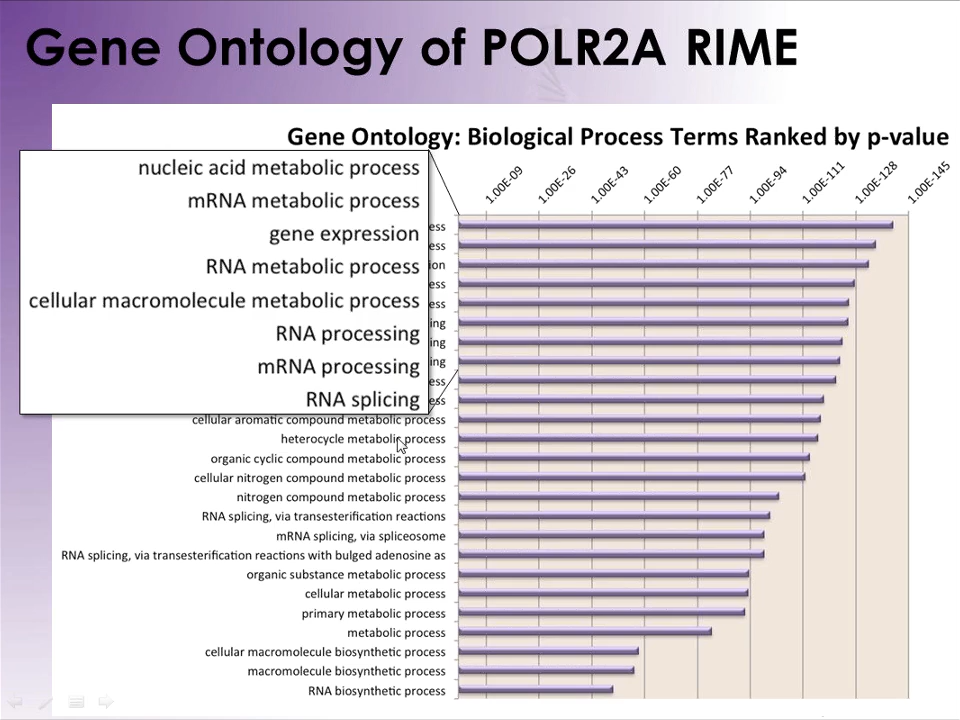 Gene Ontology of POLR2A RIME
Gene Ontology: Biological Process Terms Ranked by p-value
1.00E-09
1.00E-26
1.00E-43
1.00E-60
1.00E-77
1.00E-94
1.00E-111
1.00E-128
1.00E-145
nucleic acid metabolic process
mRNA metabolic process
gene expression
RNA metabolic process
cellular macromolecule metabolic process
RNA processing
mRNA processing
RNA splicing
cellular aromatic compound metabolic process
heterocycle metabolic process
organic cyclic compound metabolic process
cellular nitrogen compound metabolic process
nitrogen compound metabolic process
RNA splicing, via transesterification reactions
mRNA splicing, via spliceosome
RNA splicing, via transesterification reactions with bulged adenosine as
organic substance metabolic process
cellular metabolic process
primary metabolic process
metabolic process
cellular macromolecule biosynthetic process
macromolecule biosynthetic process
RNA biosynthetic process